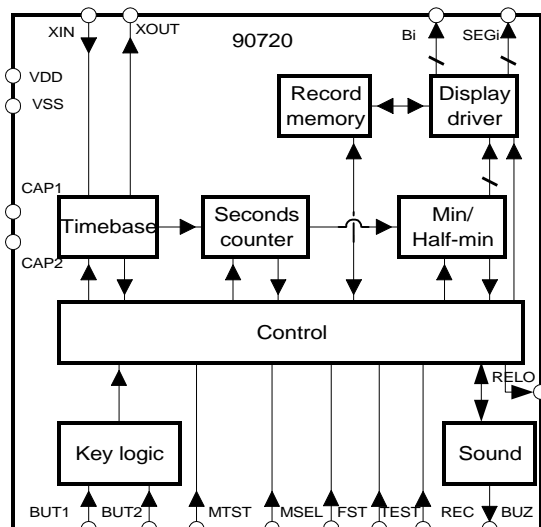 XIN
XOUT
90720
Bi
SEGi
VDD
VSS
Record
memory
Display
driver
CAP1
Timebase
Seconds
counter
Min/
Half-min
CAP2
Control
RELO
Key logic
Sound
BUT1
BUT2
MTST
MSEL
FST
TEST
REC
BUZ